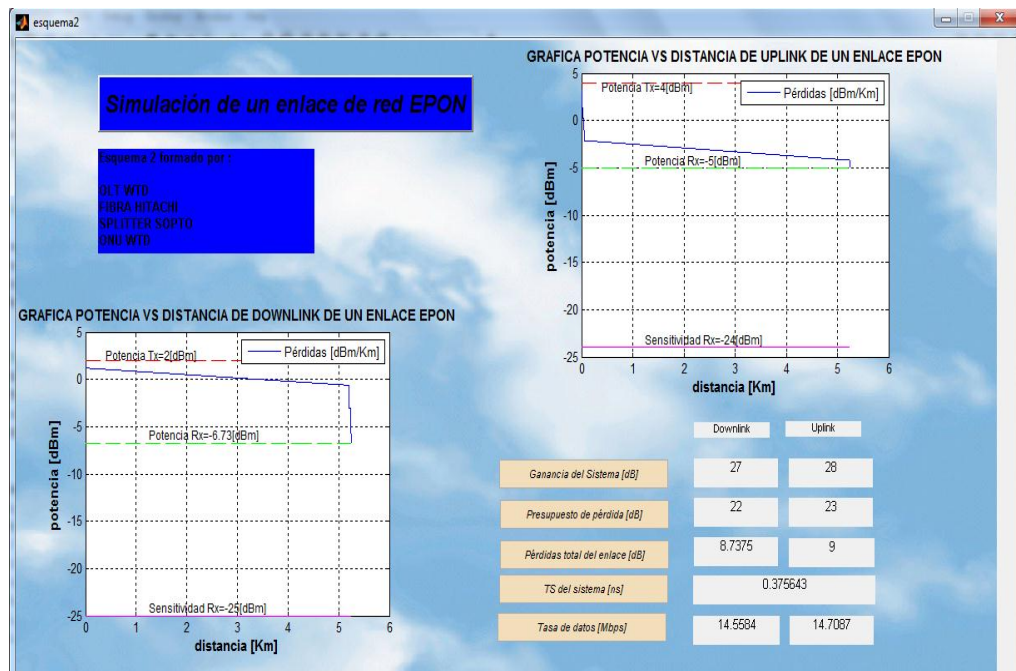 esquema2
Simulación de un enlace de red EPON
Esquema 2 formado por :
OLT WTD
FIBRA HITACHI
SPLITTER SOPTO
ONU WTD
GRAFICA POTENCIA VS DISTANCIA DE UPLINK DE UN ENLACE EPON
Potencia Tx=4[dBm]
Pérdidas [dBm/Km]
Potencia Rx=-5[dBm]
Sensitividad Rx=-24[dBm]
potencia [dBm]
5
0
-5
-10
-15
-20
-25
0 1 2 3 4 5 6
distancia [Km]
GRAFICA POTENCIA VS DISTANCIA DE DOWNLINK DE UN ENLACE EPON
Potencia Tx=2[dBm]
Pérdidas [dBm/Km]
Potencia Rx=-6.73[dBm]
Sensitividad Rx=-25[dBm]
potencia [dBm]
5
0
-5
-10
-15
-20
-25
0 1 2 3 4 5 6
distancia [Km]
Downlink Uplink
Ganancia del Sistema [dB] 27 28
Presupuesto de pérdida [dB] 22 23
Pérdidas total del enlace [dB] 8.7375 9
TS del sistema [ns] 0.375643
Tasa de datos [Mbps] 14.5584 14.7087